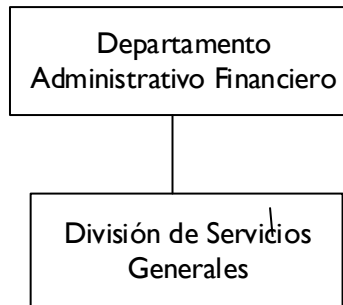 Departamento
Administrativo Financiero
División de Servicios
Generales